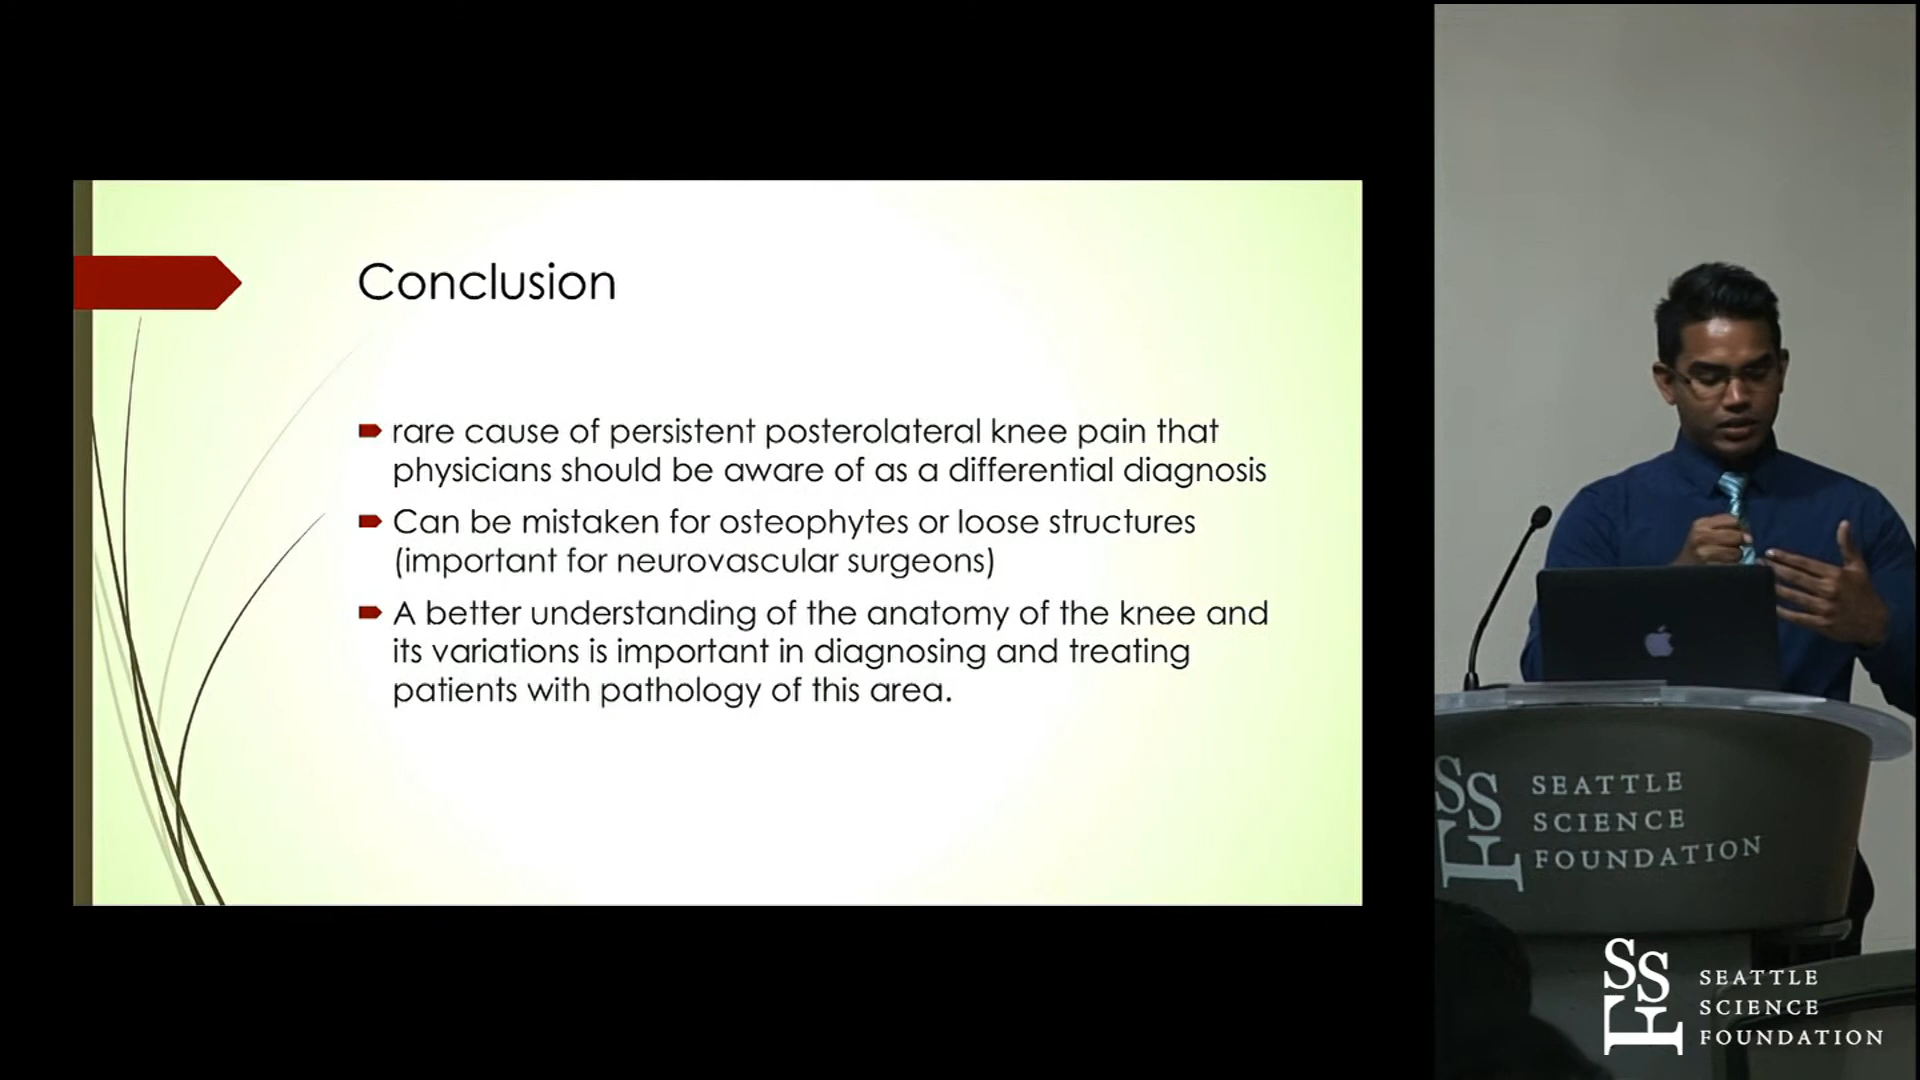 Conclusion
rare cause of persistent posterolateral knee pain that
physicians should be aware of as a differential diagnosis
Can be mistaken for osteophytes or loose structures
(important for neurovascular surgeons)
A better understanding of the anatomy of the knee and
its variations is important in diagnosing and treating
patients with pathology of this area.
SSF
SEATTLE
SCIENCE
FOUNDATION
SSF
SEATTLE
SCIENCE
FOUNDATION